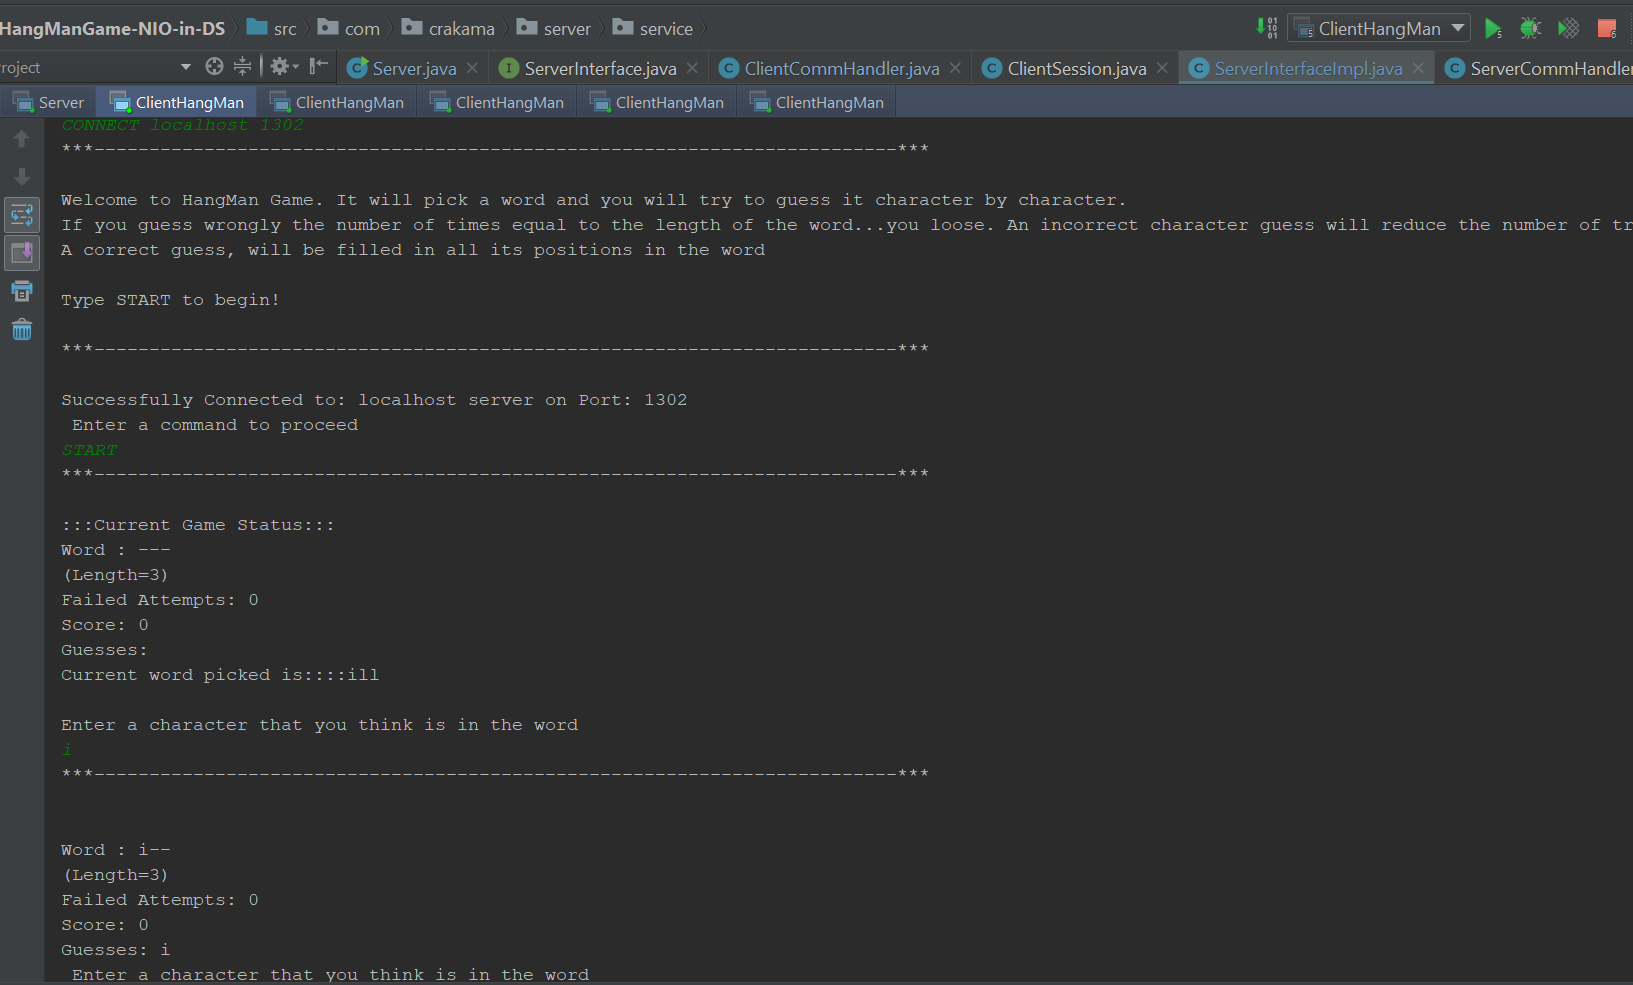 HangManGame-NIO-in-DS src com crakama server service ClientHangMan
roject Server.java ServerInterface.java ClientCommHandler.java ClientSession.java ServerInterfaceImpl.java ServerCommHandler
Server ClientHangMan ClientHangMan ClientHangMan ClientHangMan ClientHangMan
CONNECT localhost 1302
***-------------------------------------------------------------------------***
Welcome to HangMan Game. It will pick a word and you will try to guess it character by character.
If you guess wrongly the number of times equal to the length of the word...you loose. An incorrect character guess will reduce the number of tr
A correct guess, will be filled in all its positions in the word
Type START to begin!
***-------------------------------------------------------------------------***
Successfully Connected to: localhost server on Port: 1302
Enter a command to proceed
START
***-------------------------------------------------------------------------***
:::Current Game Status:::
Word : ---
(Length=3)
Failed Attempts: 0
Score: 0
Guesses:
Current word picked is::::ill
Enter a character that you think is in the word
i
***-------------------------------------------------------------------------***
Word : i--
(Length=3)
Failed Attempts: 0
Score: 0
Guesses: i
Enter a character that you think is in the word